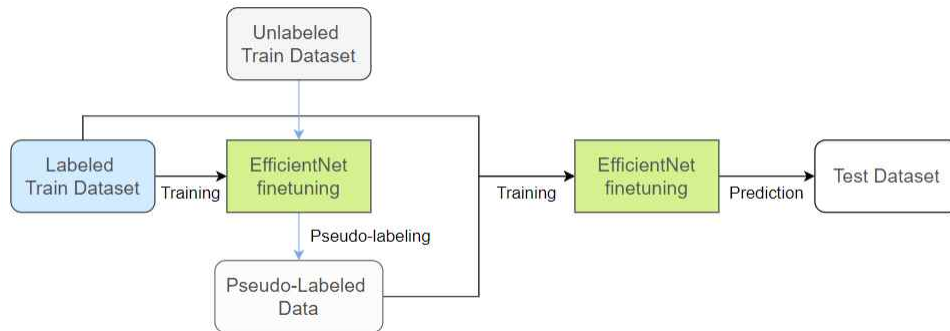 Unlabeled
Train Dataset
Labeled
Train Dataset
Training
EfficientNet
finetuning
Pseudo-labeling
Pseudo-Labeled
Data
Training
EfficientNet
finetuning
Prediction
Test Dataset